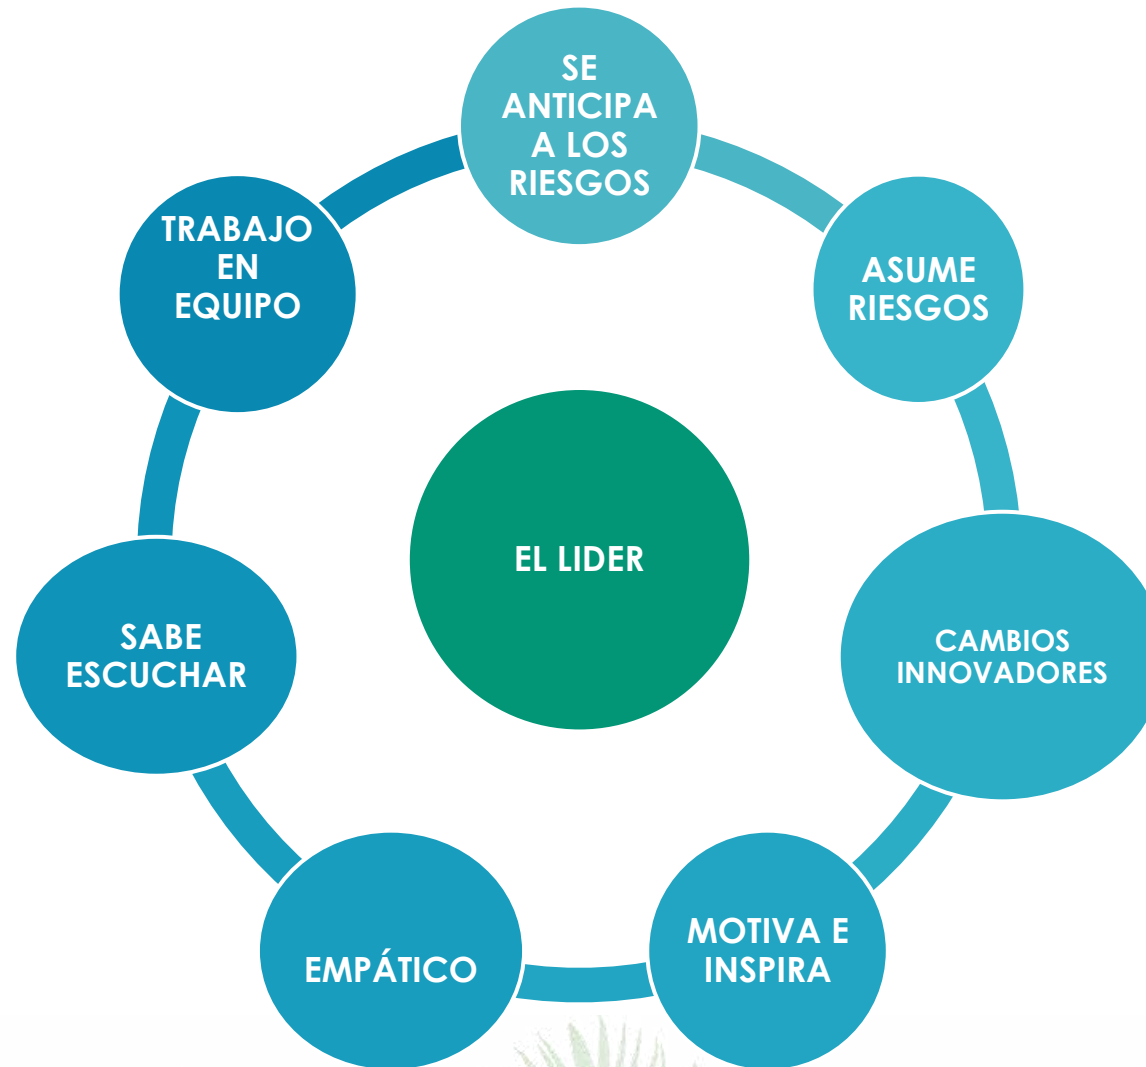 SE
ANTICIPA
A LOS
RIESGOS
ASUME
RIESGOS
CAMBIOS
INNOVADORES
MOTIVA E
INSPIRA
EMPÁTICO
SABE
ESCUCHAR
TRABAJO
EN
EQUIPO
EL LIDER